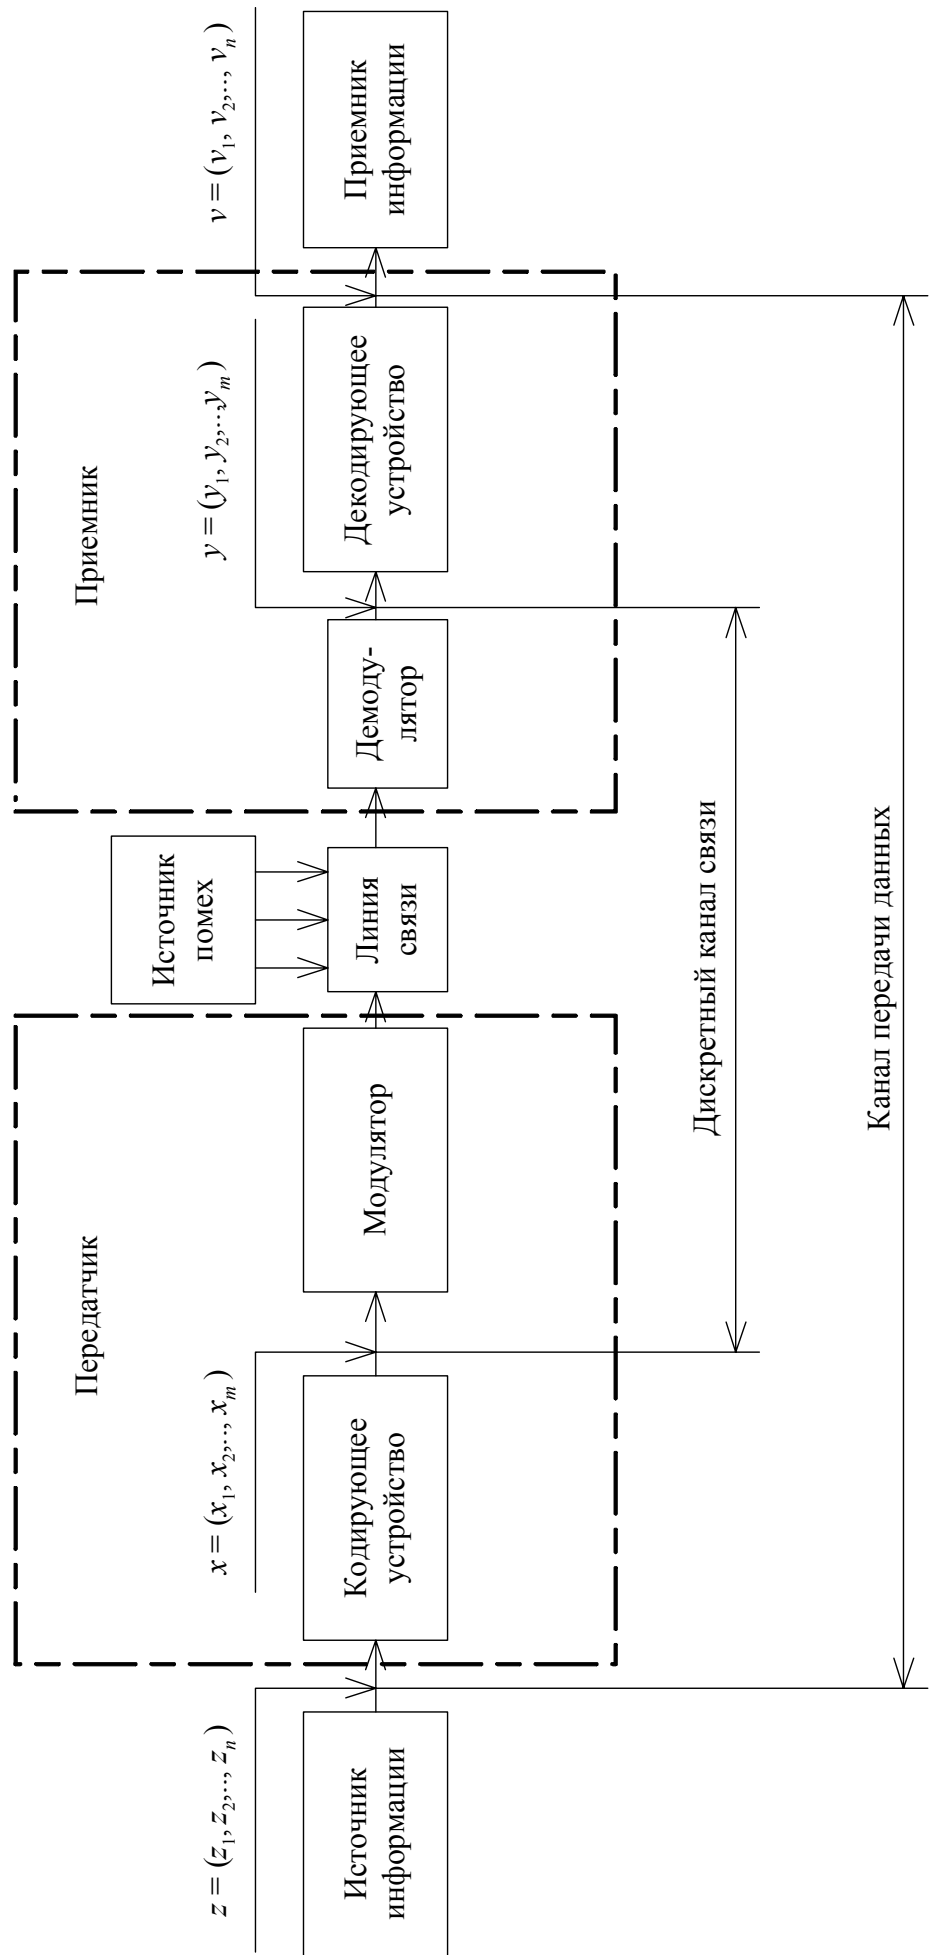 z = (z₁, z₂,.., zₙ)
Источник
информации
Передатчик
x = (x₁, x₂,.., xₘ)
Кодирующее
устройство
Модулятор
Источник
помех
Линия
связи
Приемник
Демоду-
лятор
y = (y₁, y₂,..,yₘ)
Декодирующее
устройство
v = (v₁, v₂,.., vₙ)
Приемник
информации
Дискретный канал связи
Канал передачи данных